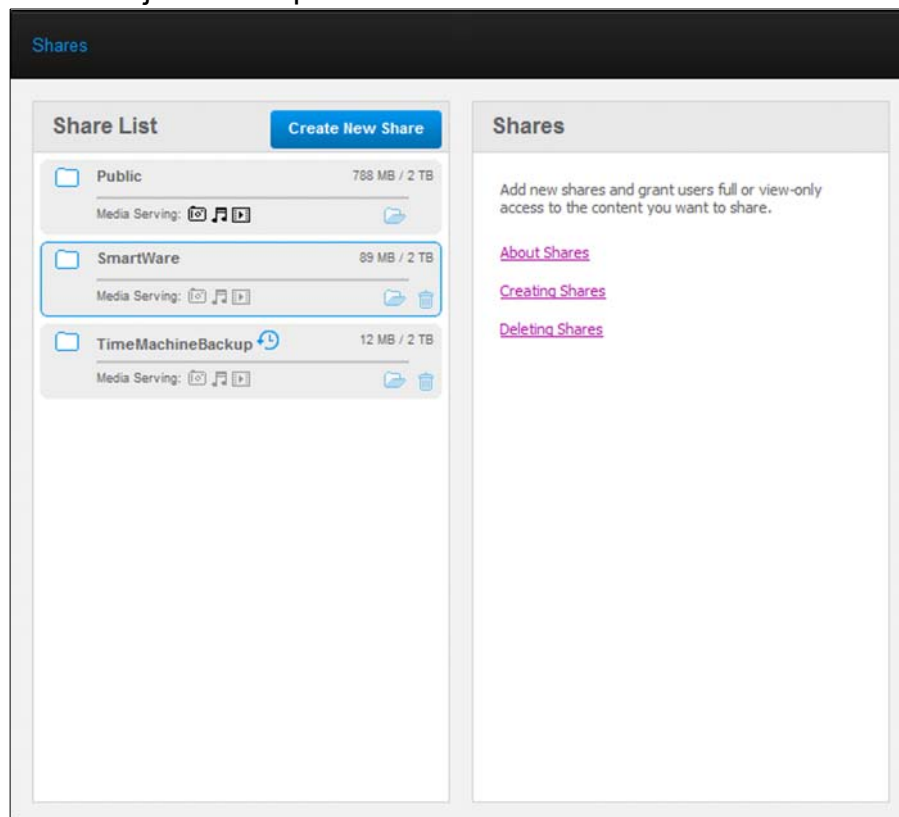 Shares
Share List
Create New Share
Public
788 MB / 2 TB
Media Serving:
SmartWare
89 MB / 2 TB
Media Serving:
TimeMachineBackup
12 MB / 2 TB
Media Serving:
Shares
Add new shares and grant users full or view-only
access to the content you want to share.
About Shares
Creating Shares
Deleting Shares